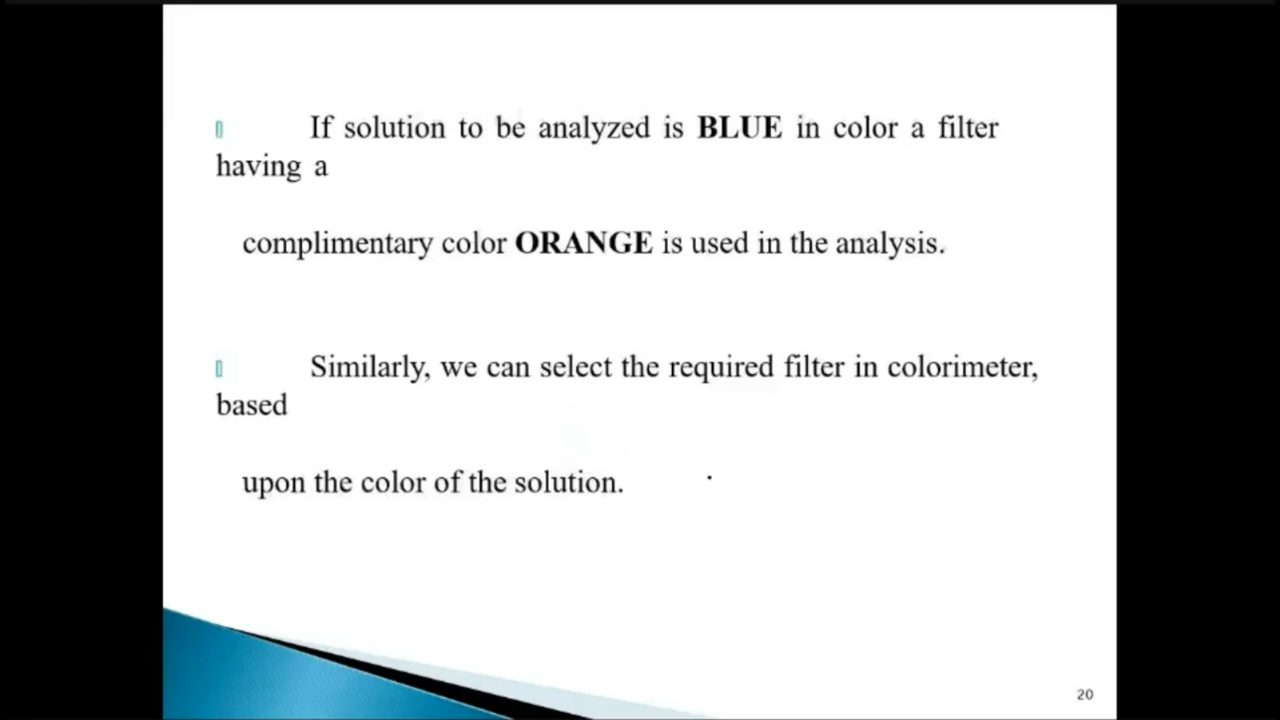 If solution to be analyzed is BLUE in color a filter
having a
complimentary color ORANGE is used in the analysis.
Similarly, we can select the required filter in colorimeter,
based
upon the color of the solution.
20